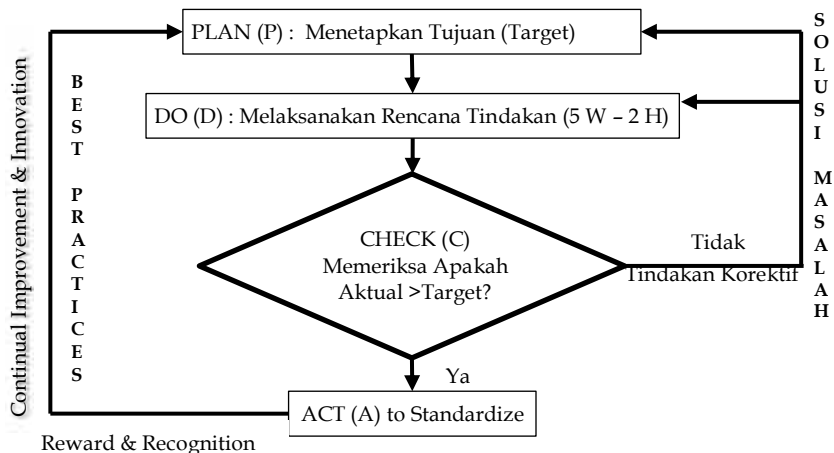 PLAN (P) : Menetapkan Tujuan (Target)
DO (D) : Melaksanakan Rencana Tindakan (5 W – 2 H)
CHECK (C)
Memeriksa Apakah
Aktual >Target?
Tidak
Tindakan Korektif
Ya
ACT (A) to Standardize
Reward & Recognition
Continual Improvement & Innovation
BEST PRACTICES
SOLUSI MASALAH